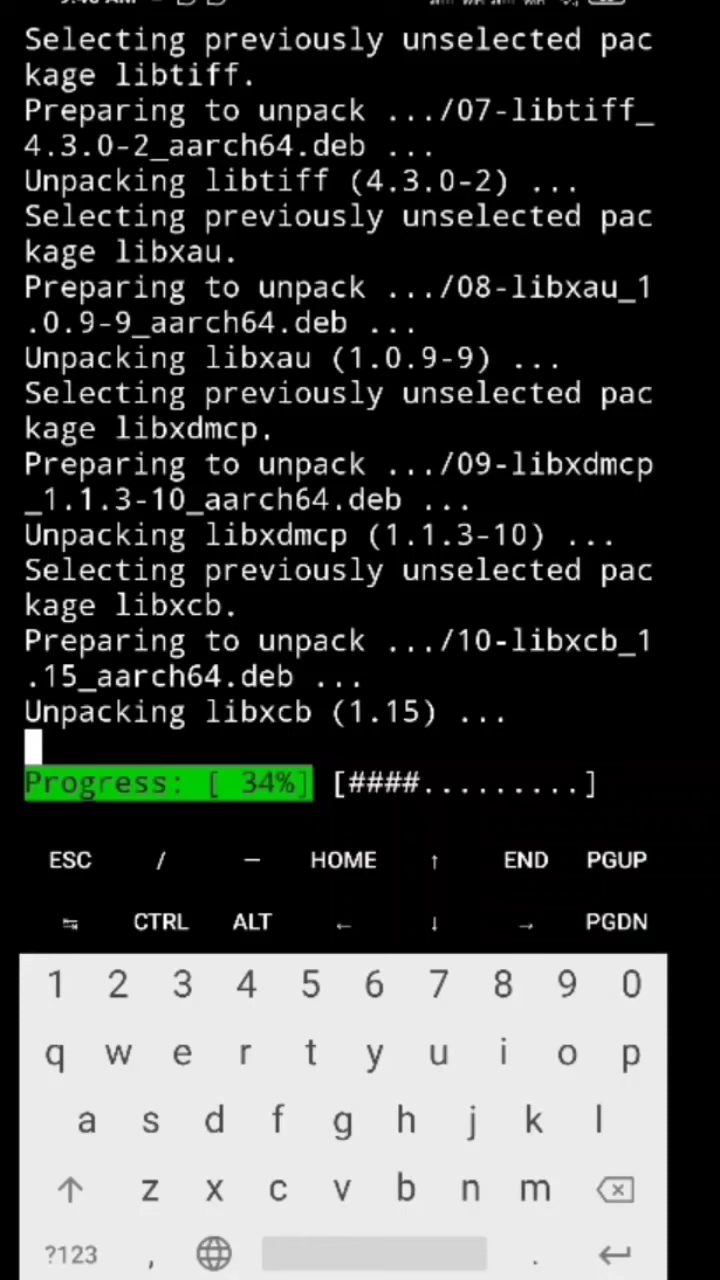 Selecting previously unselected pac
kage libtiff.
Preparing to unpack .../07-libtiff_
4.3.0-2_aarch64.deb ...
Unpacking libtiff (4.3.0-2) ...
Selecting previously unselected pac
kage libxau.
Preparing to unpack .../08-libxau_1
.0.9-9_aarch64.deb ...
Unpacking libxau (1.0.9-9) ...
Selecting previously unselected pac
kage libxdmcp.
Preparing to unpack .../09-libxdmcp
_1.1.3-10_aarch64.deb ...
Unpacking libxdmcp (1.1.3-10) ...
Selecting previously unselected pac
kage libxcb.
Preparing to unpack .../10-libxcb_1
.15_aarch64.deb ...
Unpacking libxcb (1.15) ...
Progress: [ 34%] [####.........]
ESC / — HOME ↑ END PGUP
↹ CTRL ALT ← ↓ → PGDN
1 2 3 4 5 6 7 8 9 0
q w e r t y u i o p
a s d f g h j k l
z x c v b n m
?123 , .